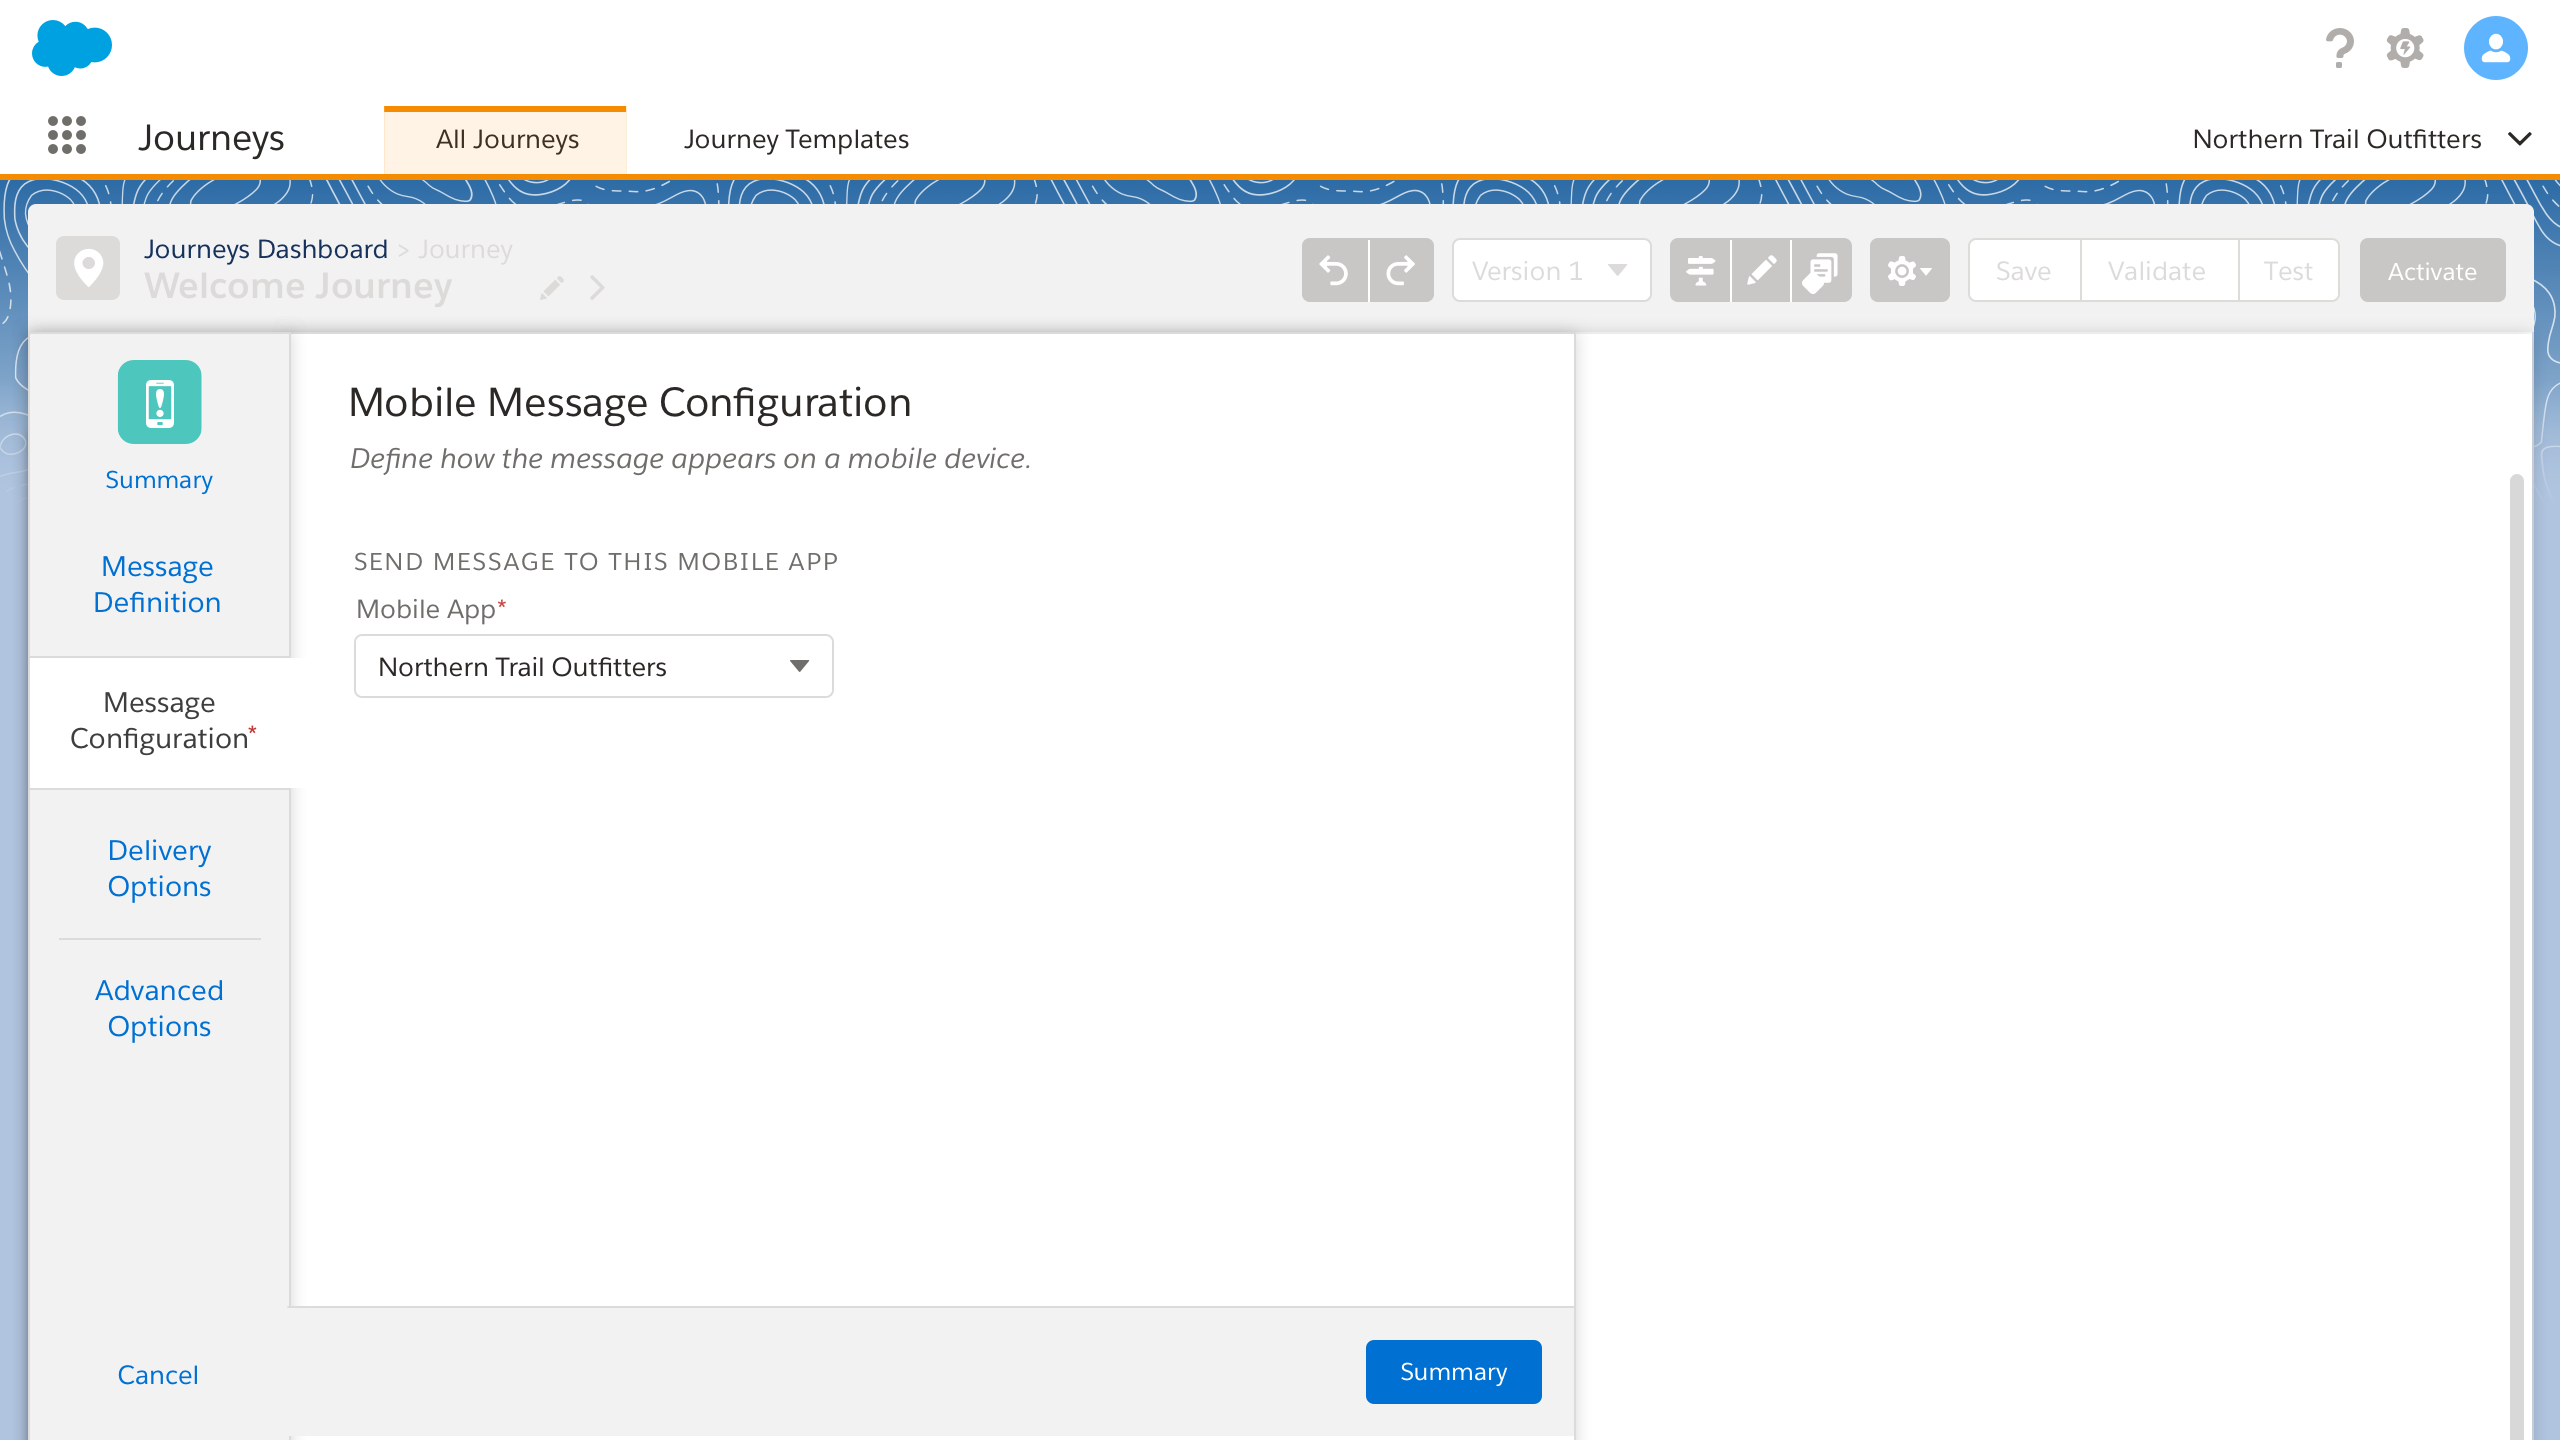 Journeys
All Journeys
Journey Templates
Northern Trail Outfitters
Journeys Dashboard > Journey
Welcome Journey
Version 1
Save
Validate
Test
Activate
Summary
Message
Definition
Message
Configuration*
Delivery
Options
Advanced
Options
Cancel
Mobile Message Configuration
Define how the message appears on a mobile device.
SEND MESSAGE TO THIS MOBILE APP
Mobile App*
Northern Trail Outfitters
Summary